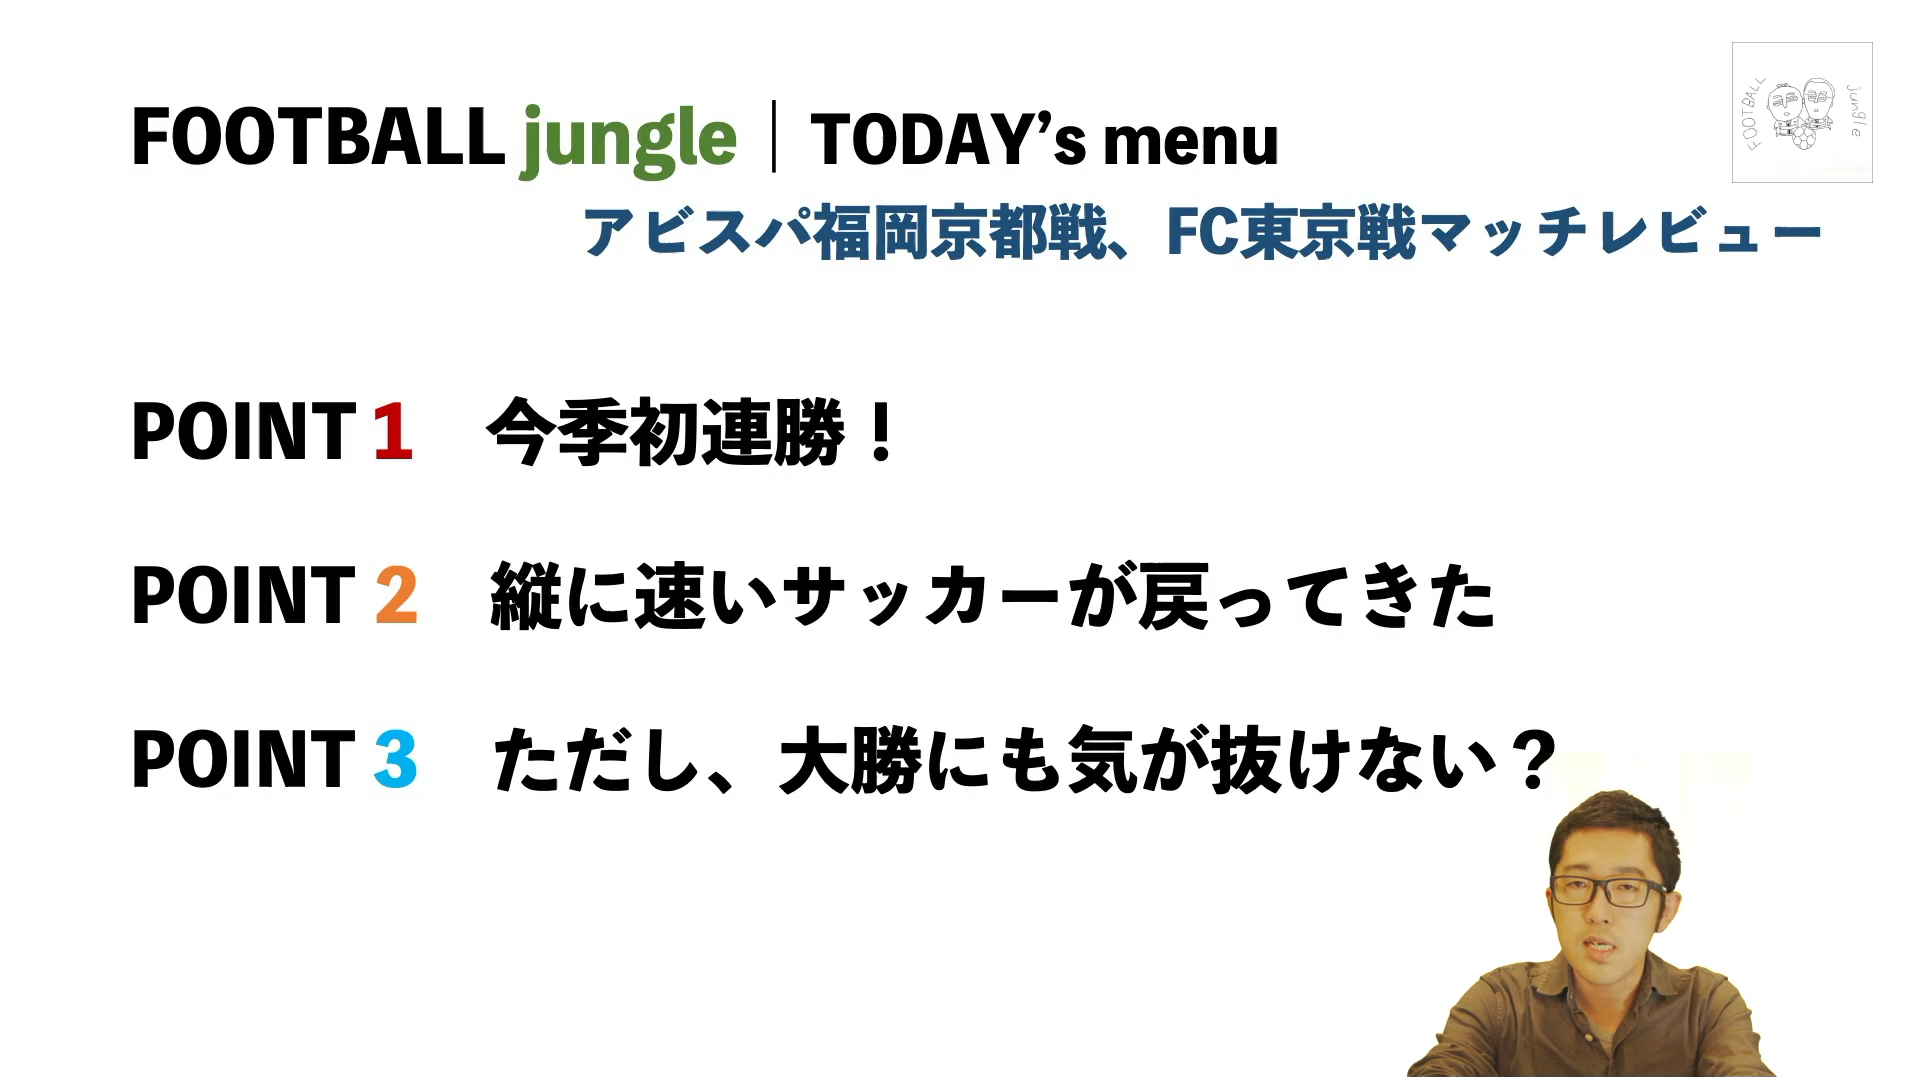 FOOTBALL jungle｜TODAY’s menu
FOOTBALL jungle
アビスパ福岡京都戦、FC東京戦マッチレビュー
POINT 1 今季初連勝！
POINT 2 縦に速いサッカーが戻ってきた
POINT 3 ただし、大勝にも気が抜けない？